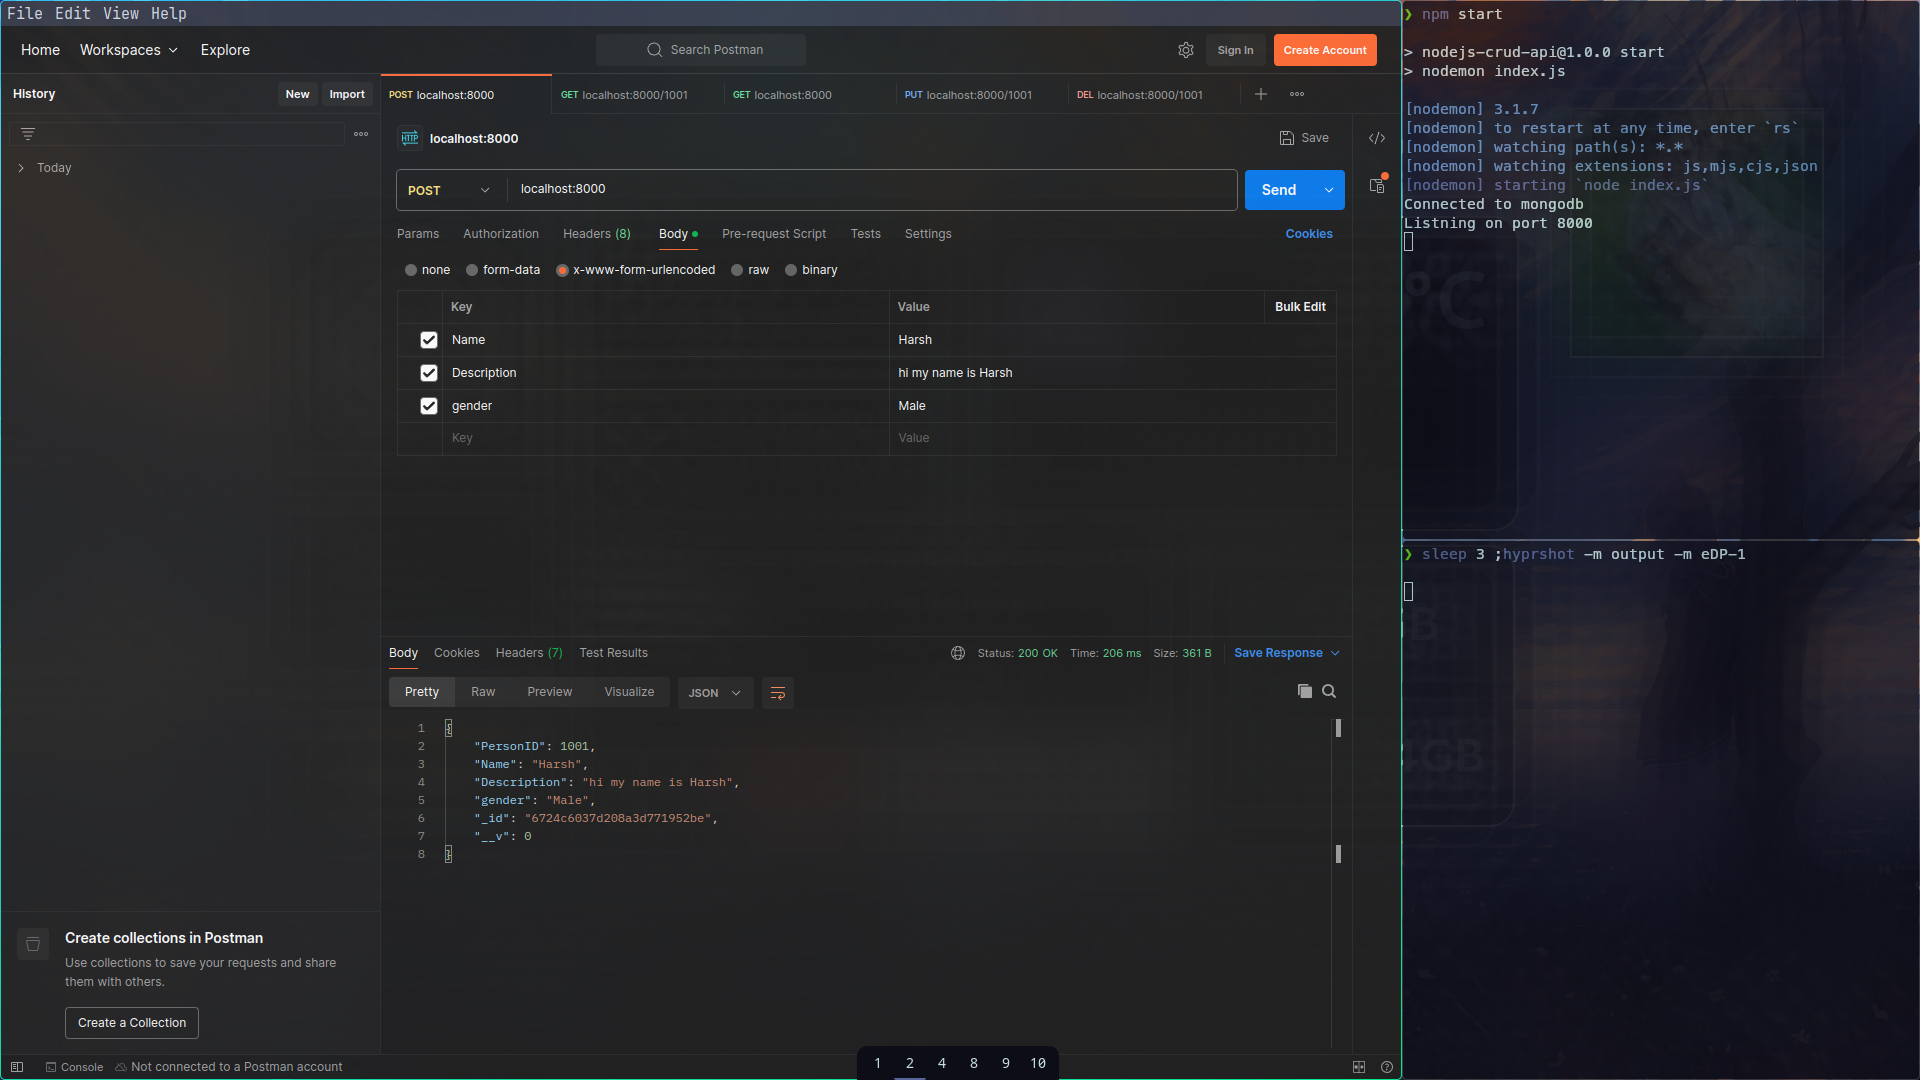 File Edit View Help
Home Workspaces Explore
Search Postman
Sign In Create Account
History New Import
POST localhost:8000 GET localhost:8000/1001 GET localhost:8000 PUT localhost:8000/1001 DEL localhost:8000/1001
Today
HTTP localhost:8000 Save
POST localhost:8000 Send
Params Authorization Headers (8) Body Pre-request Script Tests Settings Cookies
none form-data x-www-form-urlencoded raw binary
Key Value Bulk Edit
Name Harsh
Description hi my name is Harsh
gender Male
Key Value
Body Cookies Headers (7) Test Results Status: 200 OK Time: 206 ms Size: 361 B Save Response
Pretty Raw Preview Visualize JSON
1 {
2 "PersonID": 1001,
3 "Name": "Harsh",
4 "Description": "hi my name is Harsh",
5 "gender": "Male",
6 "_id": "6724c6037d208a3d771952be",
7 "__v": 0
8 }
Create collections in Postman
Use collections to save your requests and share
them with others.
Create a Collection
Console Not connected to a Postman account
1 2 4 8 9 10
❯ npm start
> nodejs-crud-api@1.0.0 start
> nodemon index.js
[nodemon] 3.1.7
[nodemon] to restart at any time, enter `rs`
[nodemon] watching path(s): *.*
[nodemon] watching extensions: js,mjs,cjs,json
[nodemon] starting `node index.js`
Connected to mongodb
Listning on port 8000
°C
❯ sleep 3 ;hyprshot -m output -m eDP-1
GB